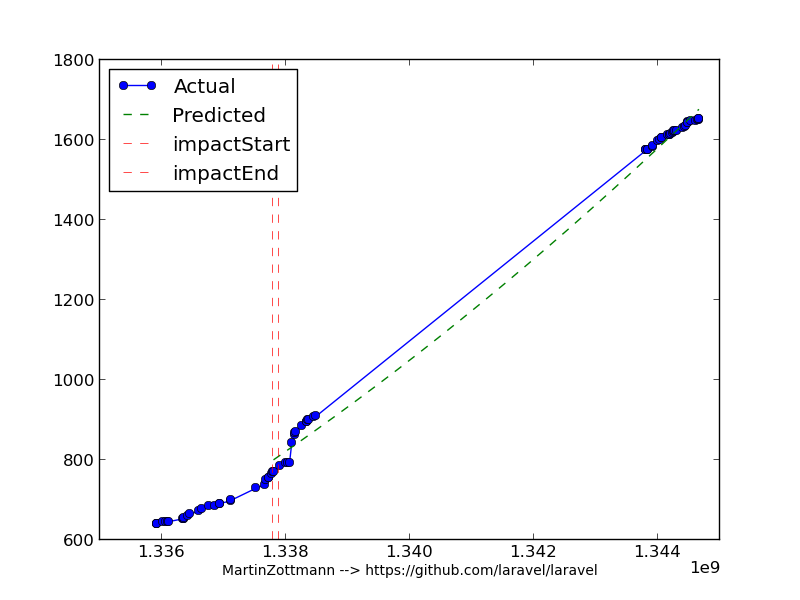 1800
1600
1400
1200
1000
800
600
Actual
Predicted
impactStart
impactEnd
1.336 1.338 1.340 1.342 1.344
1e9
MartinZottmann --> https://github.com/laravel/laravel